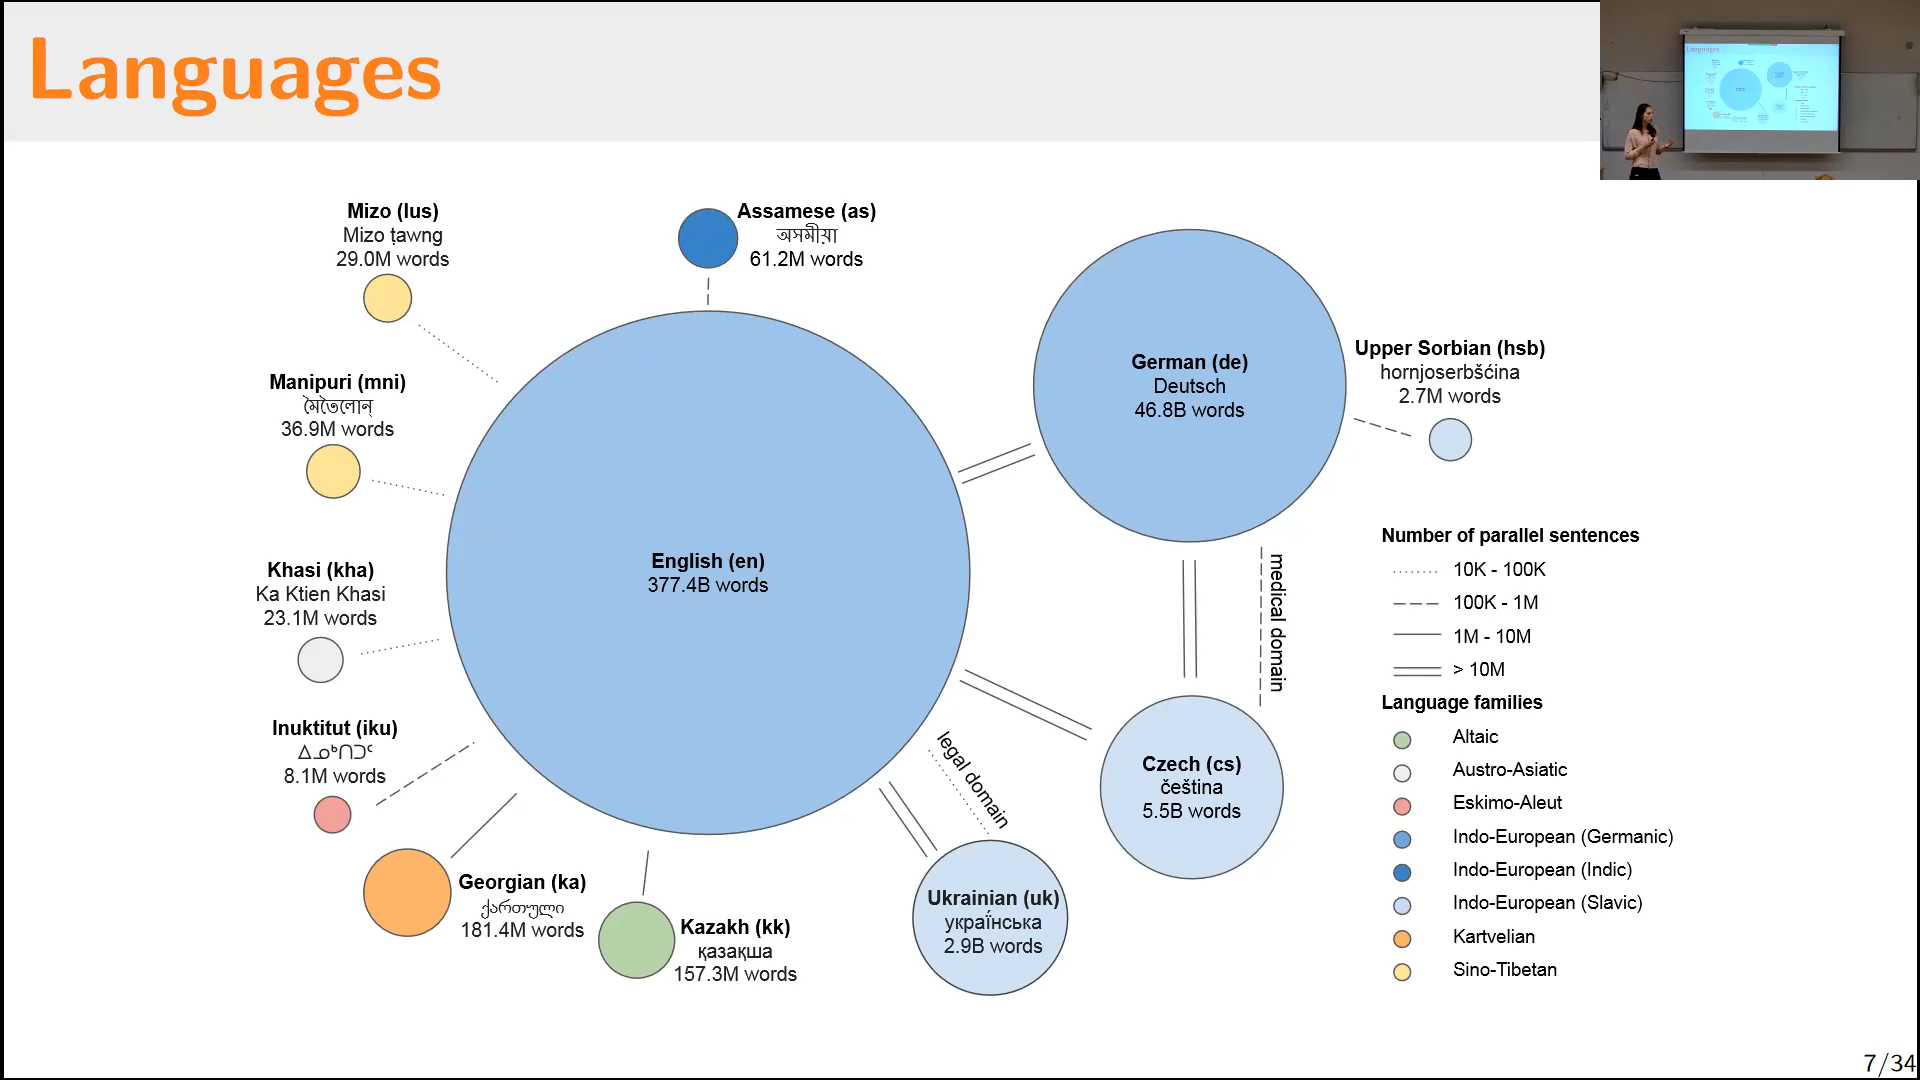 Languages
Mizo (lus)
Mizo ṭawng
29.0M words
Assamese (as)
অসমীয়া
61.2M words
Manipuri (mni)
মৈতৈলোন্
36.9M words
German (de)
Deutsch
46.8B words
Upper Sorbian (hsb)
hornjoserbšćina
2.7M words
English (en)
377.4B words
Khasi (kha)
Ka Ktien Khasi
23.1M words
Inuktitut (iku)
ᐃᓄᒃᑎᑐᑦ
8.1M words
Georgian (ka)
ქართული
181.4M words
Kazakh (kk)
қазақша
157.3M words
legal domain
Ukrainian (uk)
українська
2.9B words
medical domain
Czech (cs)
čeština
5.5B words
Number of parallel sentences
10K - 100K
100K - 1M
1M - 10M
> 10M
Language families
Altaic
Austro-Asiatic
Eskimo-Aleut
Indo-European (Germanic)
Indo-European (Indic)
Indo-European (Slavic)
Kartvelian
Sino-Tibetan
7/34